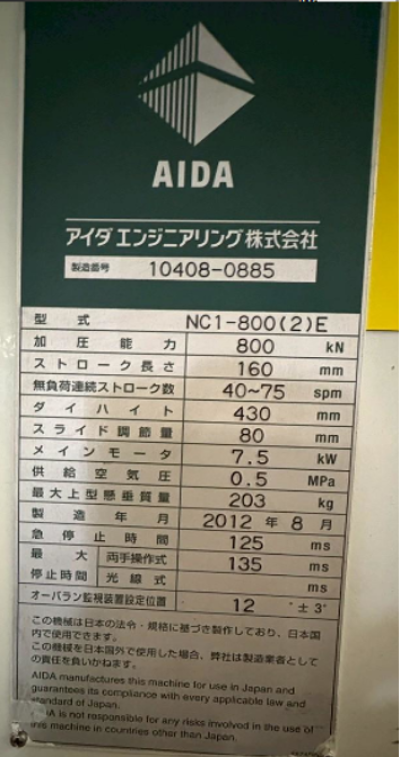 AIDA
アイダエンジニアリング株式会社
製造番号 10408-0885
型式 NC1-800(2)E
加圧能力 800 kN
ストローク長さ 160 mm
無負荷連続ストローク数 40~75 spm
ダイハイト 430 mm
スライド調節量 80 mm
メインモータ 7.5 kW
供給空気圧 0.5 MPa
最大上型懸垂質量 203 kg
製造年月 2012 年 8 月
急停止時間 125 ms
最大停止時間 両手操作式 135 ms
光線式 ms
オーバラン監視装置設定位置 12 ° ± 3°
この機械は日本の法令・規格に基づき製作しており、日本国
内で使用できます。
この機械を日本国外で使用した場合、弊社は製造業者として
の責任を負いかねます。
AIDA manufactures this machine for use in Japan and
guarantees its compliance with every applicable law and
standard of Japan.
AIDA is not responsible for any risks involved in the use of
this machine in countries other than Japan.